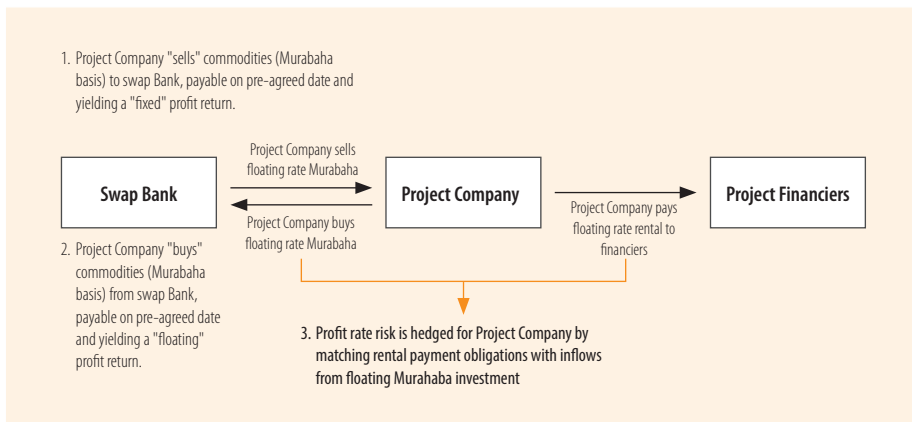 1. Project Company "sells" commodities (Murabaha
basis) to swap Bank, payable on pre-agreed date and
yielding a "fixed" profit return.
Swap Bank
Project Company sells
floating rate Murabaha
Project Company buys
floating rate Murabaha
Project Company
Project Company pays
floating rate rental to
financiers
Project Financiers
2. Project Company "buys"
commodities (Murabaha
basis) from swap Bank,
payable on pre-agreed date
and yielding a "floating"
profit return.
3. Profit rate risk is hedged for Project Company by
matching rental payment obligations with inflows
from floating Murahaba investment